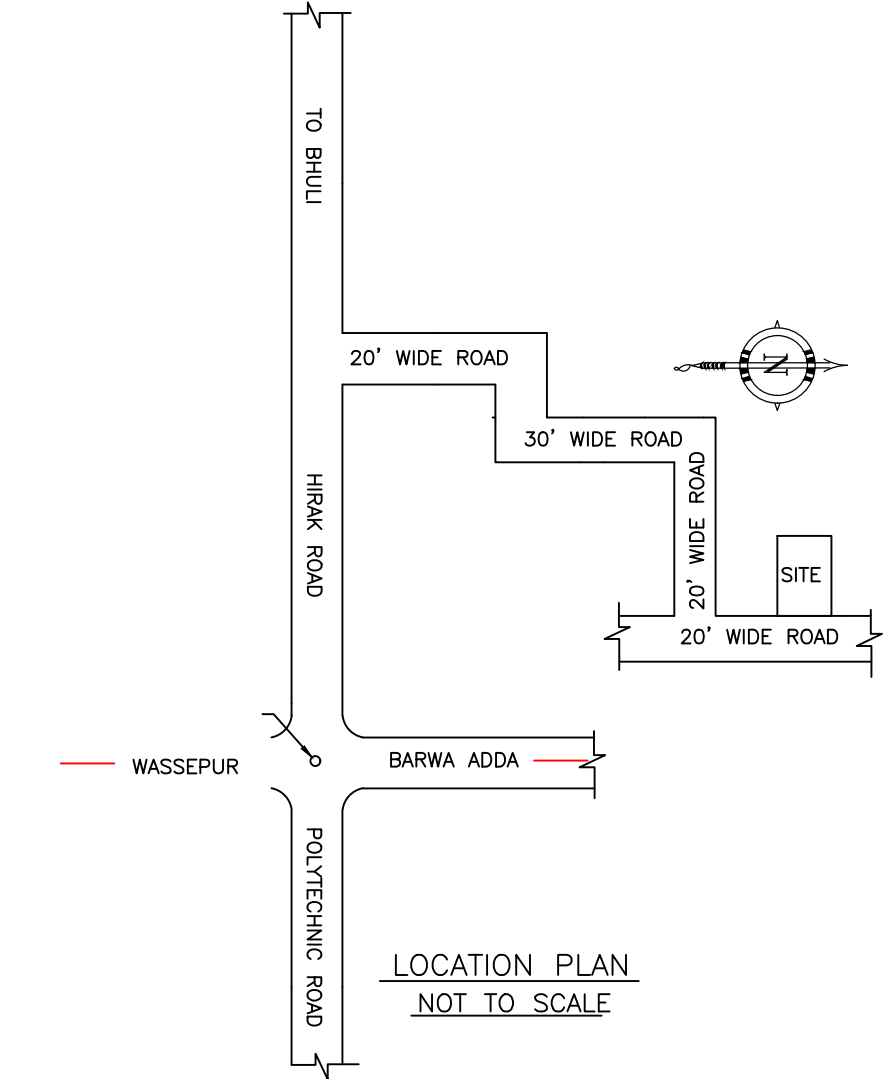 TO BHULI
20' WIDE ROAD
N
30' WIDE ROAD
HIRAK ROAD
20' WIDE ROAD
SITE
20' WIDE ROAD
WASSEPUR
BARWA ADDA
POLYTECHNIC ROAD
LOCATION PLAN
NOT TO SCALE